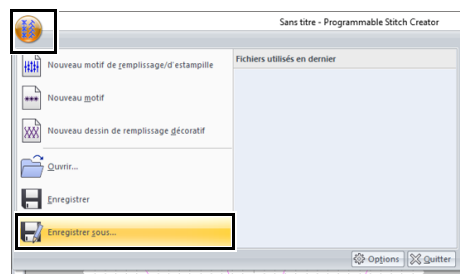 Sans titre - Programmable Stitch Creator
Nouveau motif de remplissage/d'estampille
Nouveau motif
Nouveau dessin de remplissage décoratif
Ouvrir...
Enregistrer
Enregistrer sous...
Fichiers utilisés en dernier
Options
Quitter